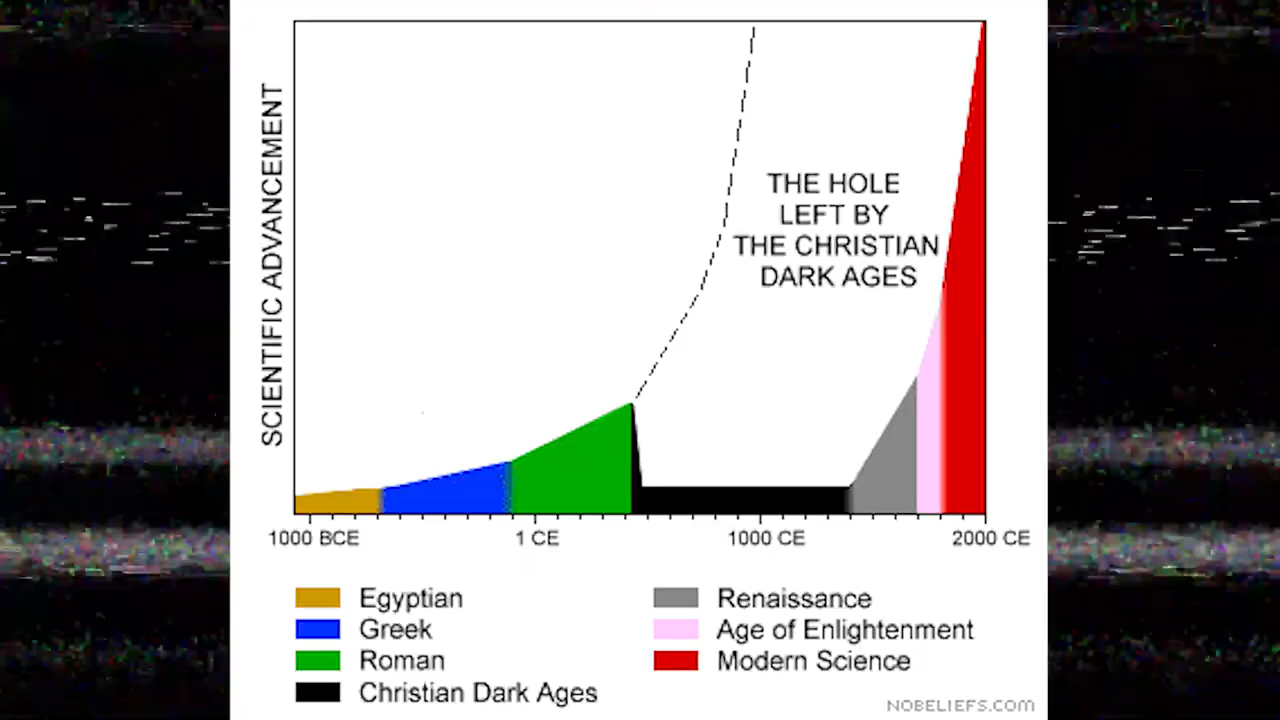 SCIENTIFIC ADVANCEMENT
THE HOLE
LEFT BY
THE CHRISTIAN
DARK AGES
1000 BCE
1 CE
1000 CE
2000 CE
Egyptian
Greek
Roman
Christian Dark Ages
Renaissance
Age of Enlightenment
Modern Science
NOBELIEFS.COM